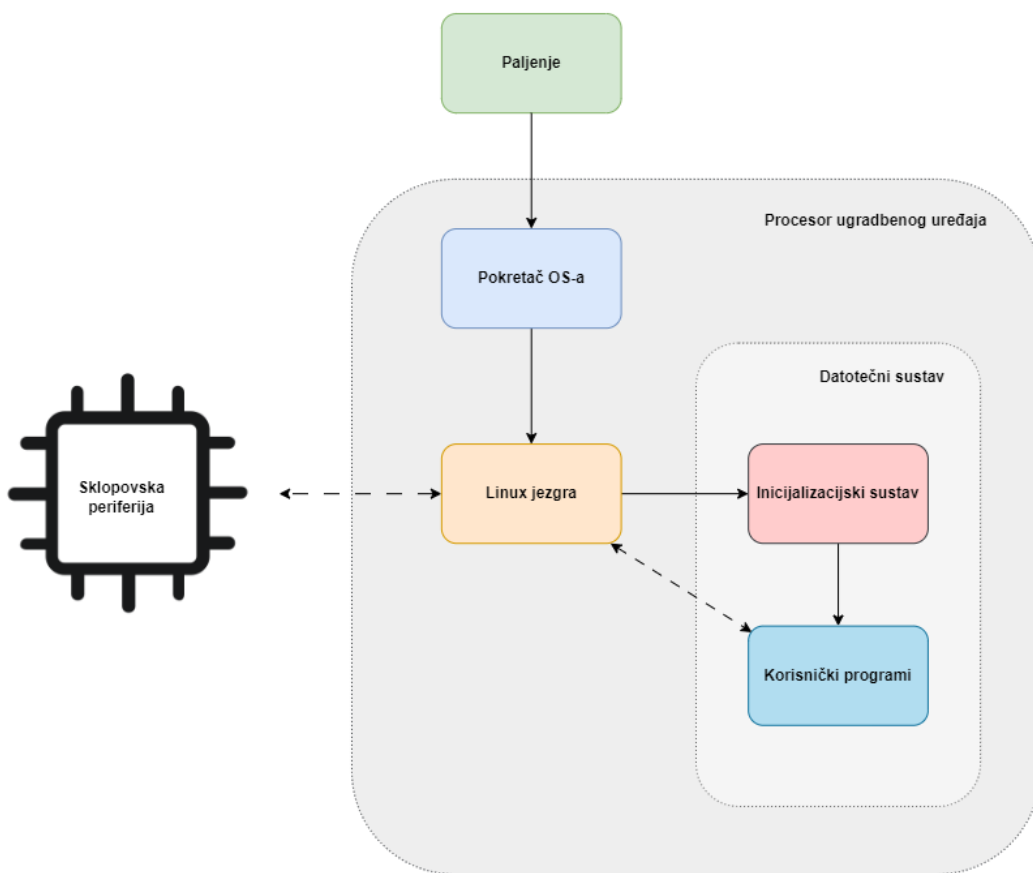 Paljenje
Procesor ugradbenog uređaja
Pokretač OS-a
Datotečni sustav
Sklopovska
periferija
Linux jezgra
Inicijalizacijski sustav
Korisnički programi